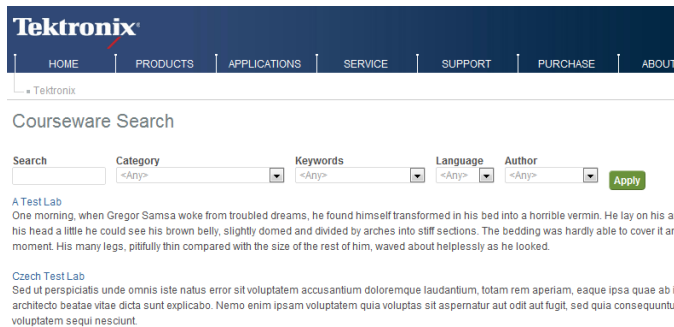 Tektronix
HOME PRODUCTS APPLICATIONS SERVICE SUPPORT PURCHASE ABOUT
Tektronix
Courseware Search
Search Category Keywords Language Author
<Any> <Any> <Any> <Any> Apply
A Test Lab
One morning, when Gregor Samsa woke from troubled dreams, he found himself transformed in his bed into a horrible vermin. He lay on his a
his head a little he could see his brown belly, slightly domed and divided by arches into stiff sections. The bedding was hardly able to cover it an
moment. His many legs, pitifully thin compared with the size of the rest of him, waved about helplessly as he looked.
Czech Test Lab
Sed ut perspiciatis unde omnis iste natus error sit voluptatem accusantium doloremque laudantium, totam rem aperiam, eaque ipsa quae ab i
architecto beatae vitae dicta sunt explicabo. Nemo enim ipsam voluptatem quia voluptas sit aspernatur aut odit aut fugit, sed quia consequuntu
voluptatem sequi nesciunt.